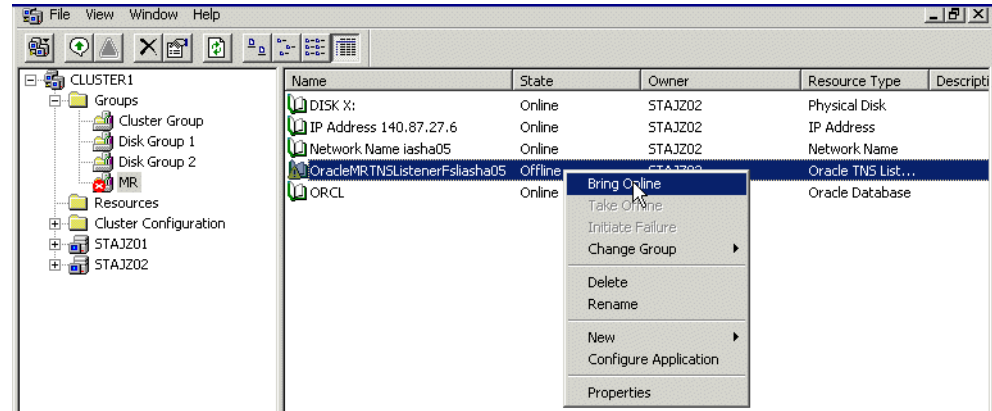 File View Window Help
CLUSTER1
Groups
Cluster Group
Disk Group 1
Disk Group 2
MR
Resources
Cluster Configuration
STAJZ01
STAJZ02
Name State Owner Resource Type Descripti
DISK X: Online STAJZ02 Physical Disk
IP Address 140.87.27.6 Online STAJZ02 IP Address
Network Name iasha05 Online STAJZ02 Network Name
OracleMRTNSListenerFsliasha05 Offline STAJZ02 Oracle TNS List...
ORCL Online Oracle Database
Bring Online
Take Offline
Initiate Failure
Change Group
Delete
Rename
New
Configure Application
Properties